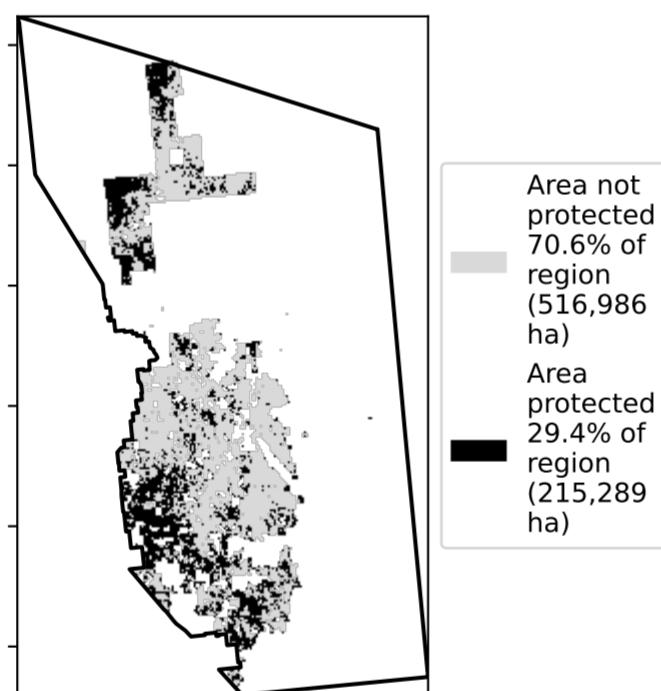 Area not
protected
70.6% of
region
(516,986
ha)
Area
protected
29.4% of
region
(215,289
ha)